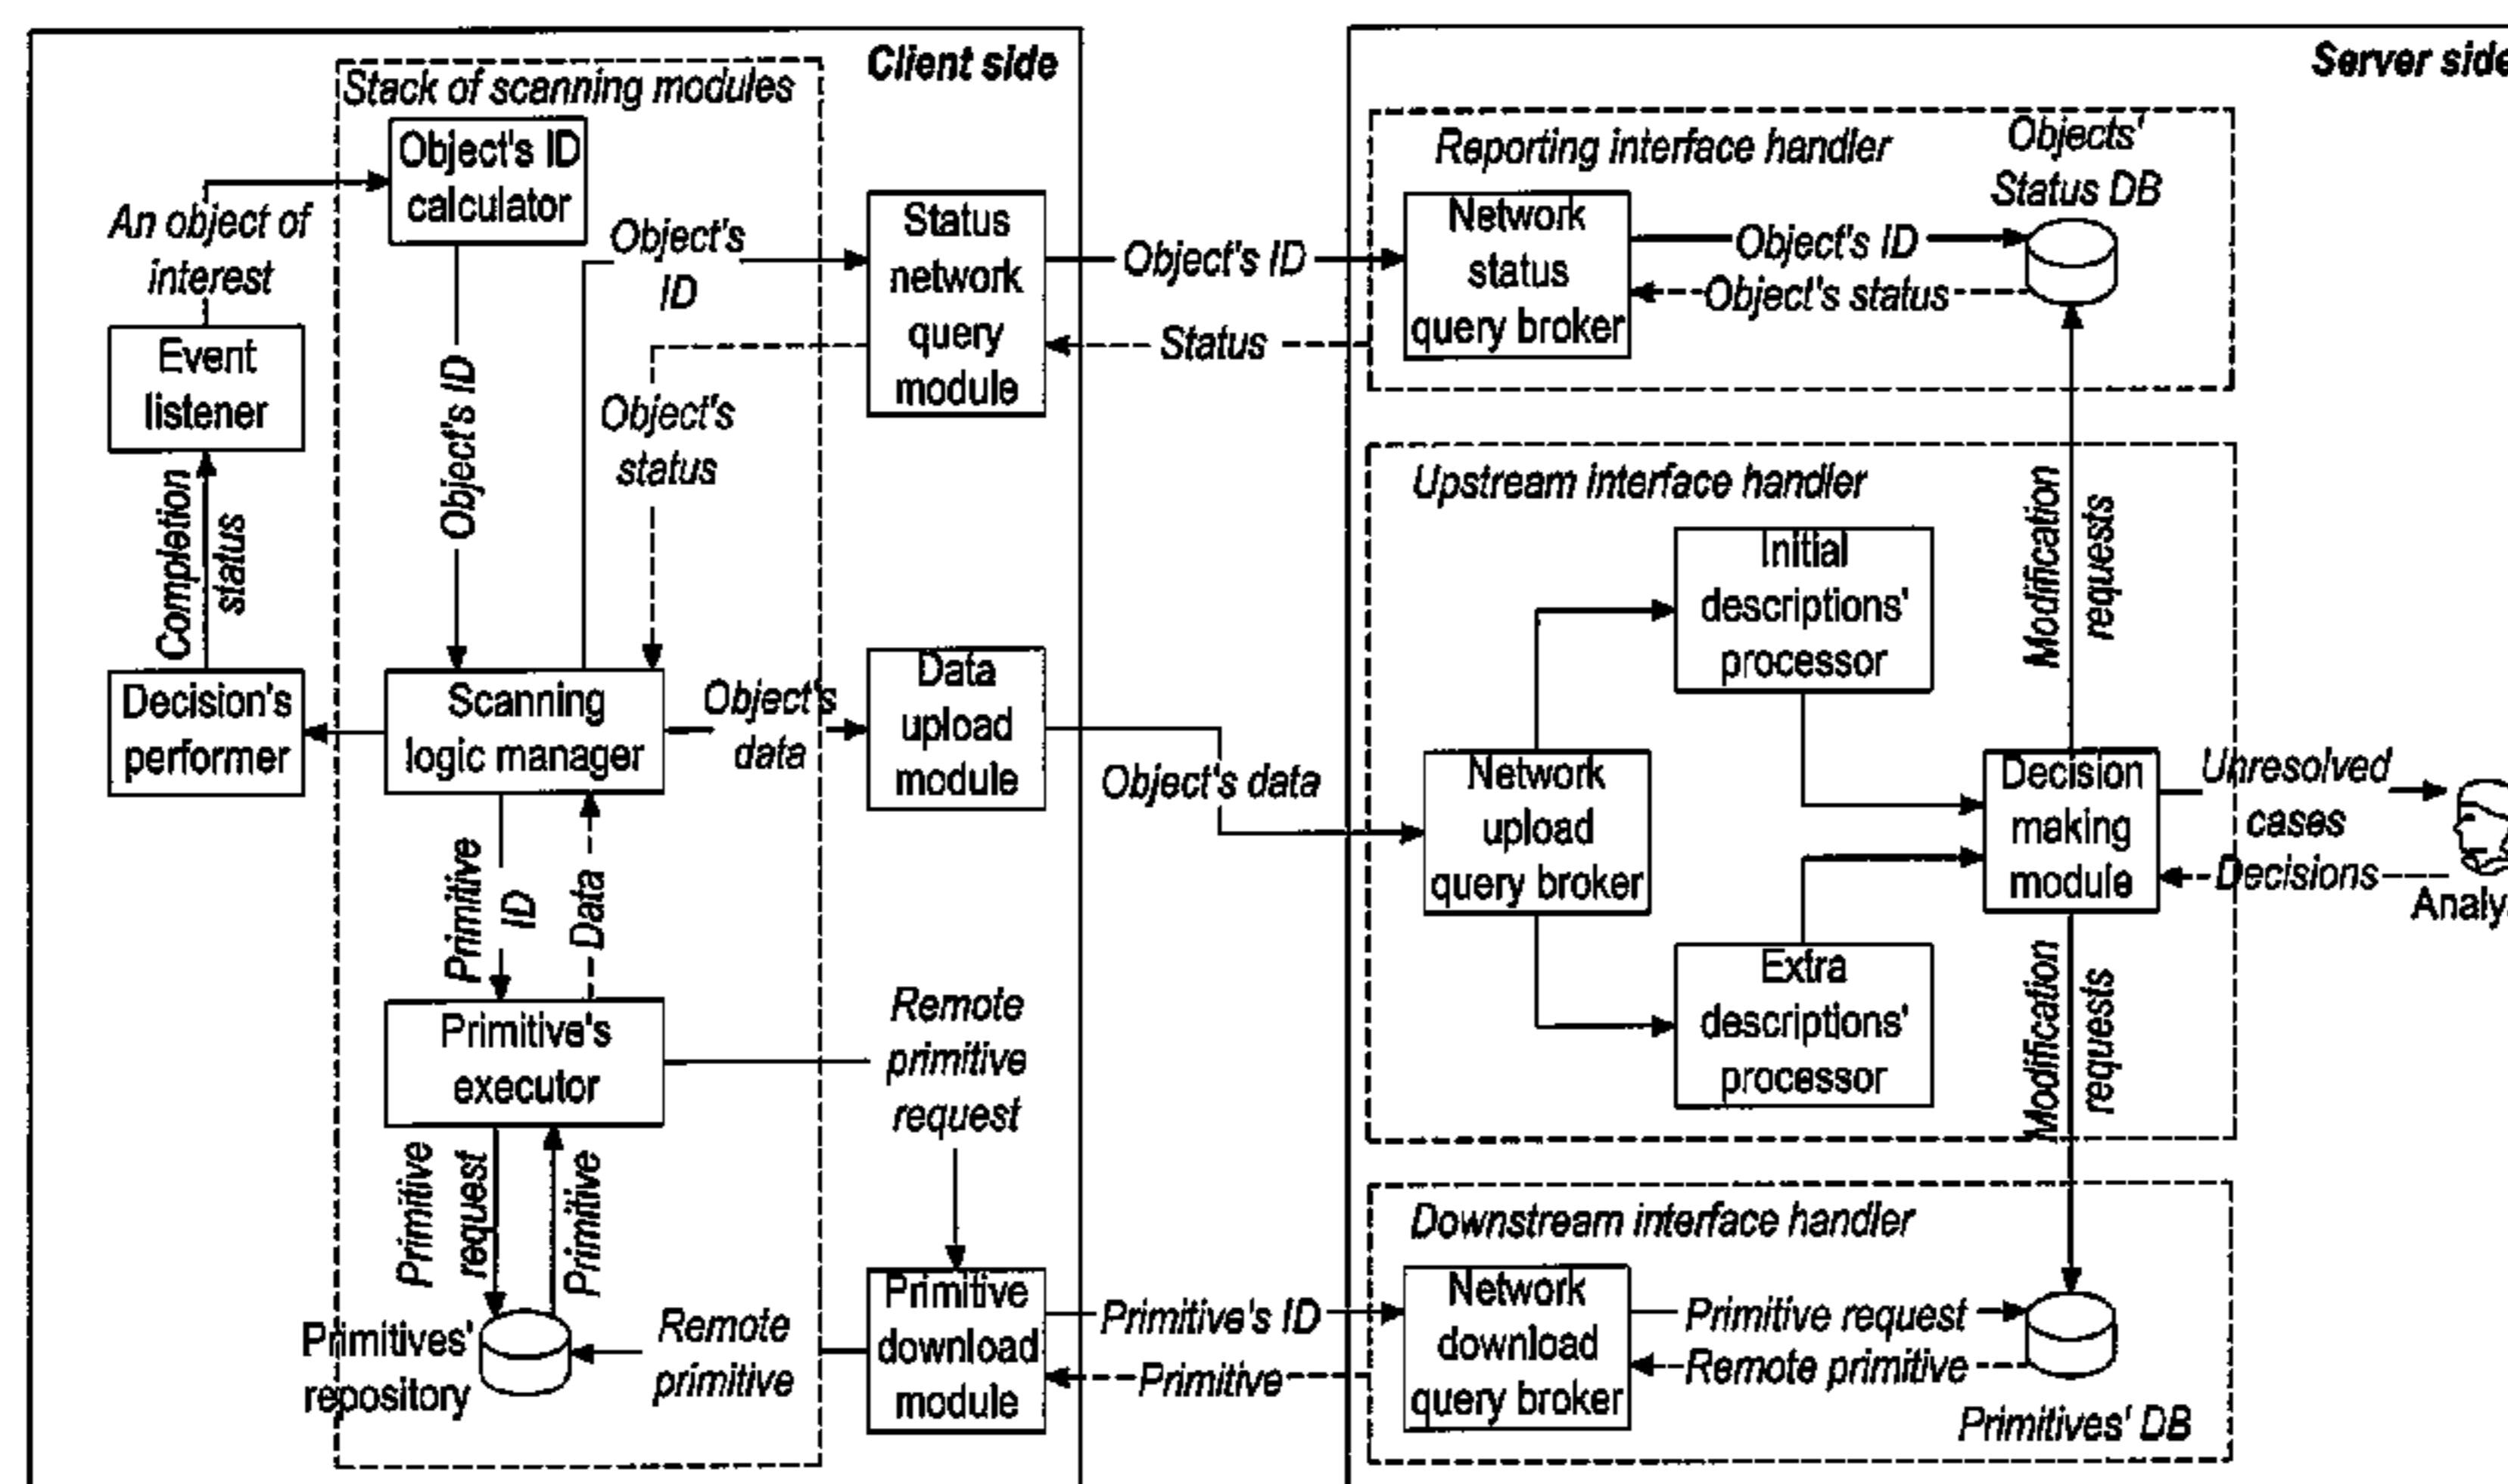 Client side
Stack of scanning modules
Object's ID
calculator
An object of
interest
Event
listener
Completion
status
Decision's
performer
Object's ID
Object's
ID
Object's
status
Scanning
logic manager
Object's
data
Primitive
ID
Data
Primitive's
executor
Primitive
request
Primitive
Primitives'
repository
Remote
primitive
Status
network
query
module
Data
upload
module
Remote
primitive
request
Primitive
download
module
Object's ID
Status
Object's data
Primitive's ID
Primitive
Server side
Reporting interface handler
Objects'
Status DB
Network
status
query broker
Object's ID
Object's status
Upstream interface handler
Initial
descriptions'
processor
Modification
requests
Network
upload
query broker
Decision
making
module
Unresolved
cases
Decisions
Extra
descriptions'
processor
Modification
requests
Downstream interface handler
Network
download
query broker
Primitive request
Remote primitive
Primitives' DB